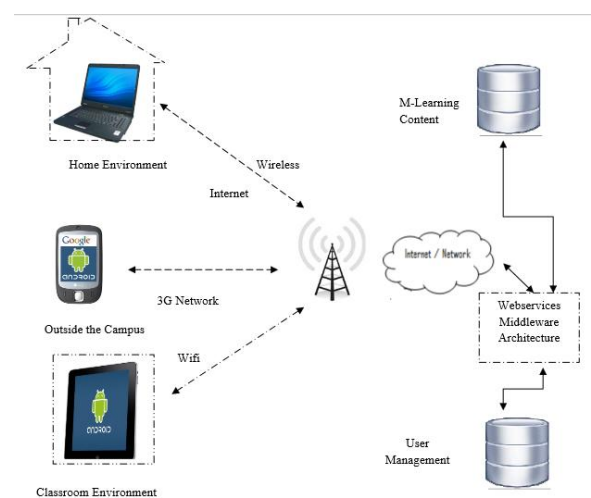 M-Learning
Content
Home Environment
Wireless
Internet
Google
ANDROID
Internet / Network
3G Network
Webservices
Middleware
Architecture
Outside the Campus
Wifi
ANDROID
User
Management
Classroom Environment